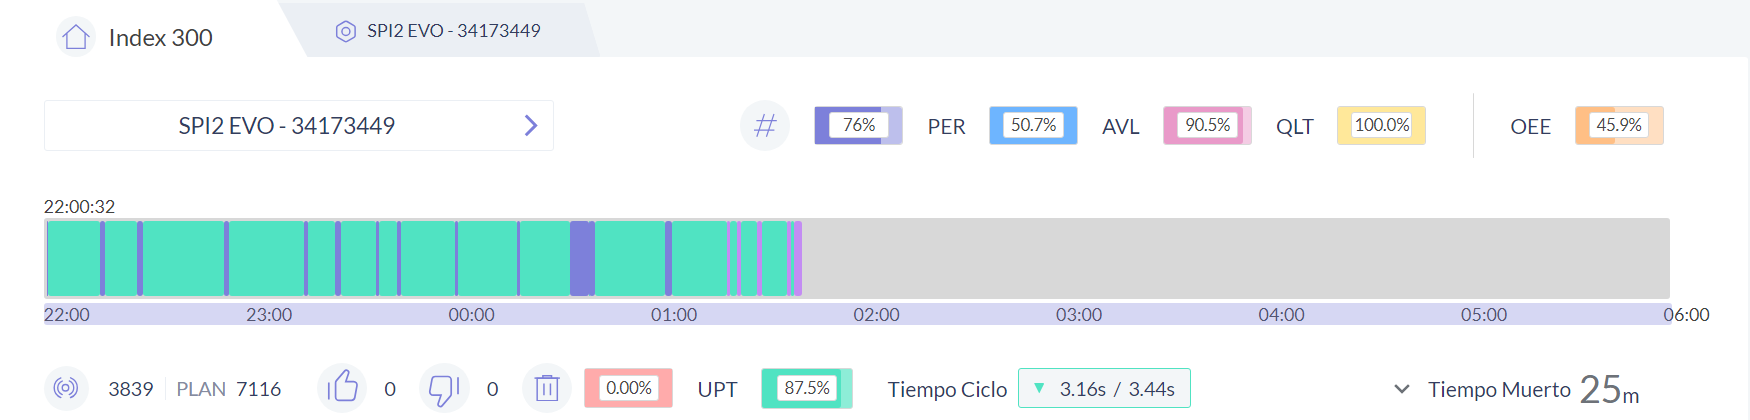 Index 300
SPI2 EVO - 34173449
SPI2 EVO - 34173449
# 76% PER 50.7% AVL 90.5% QLT 100.0% OEE 45.9%
22:00:32
22:00 23:00 00:00 01:00 02:00 03:00 04:00 05:00 06:00
3839 PLAN 7116 0 0 0.00% UPT 87.5% Tiempo Ciclo 3.16s / 3.44s Tiempo Muerto 25m